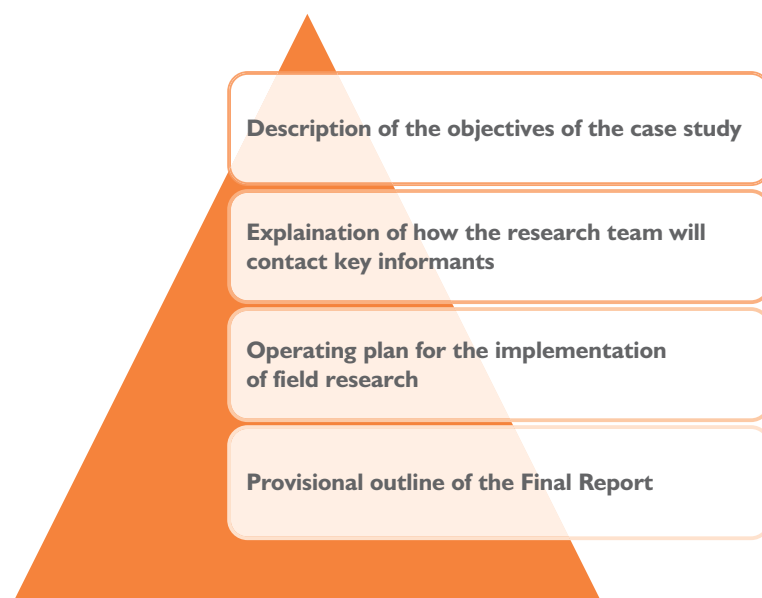 Description of the objectives of the case study
Explaination of how the research team will
contact key informants
Operating plan for the implementation
of field research
Provisional outline of the Final Report